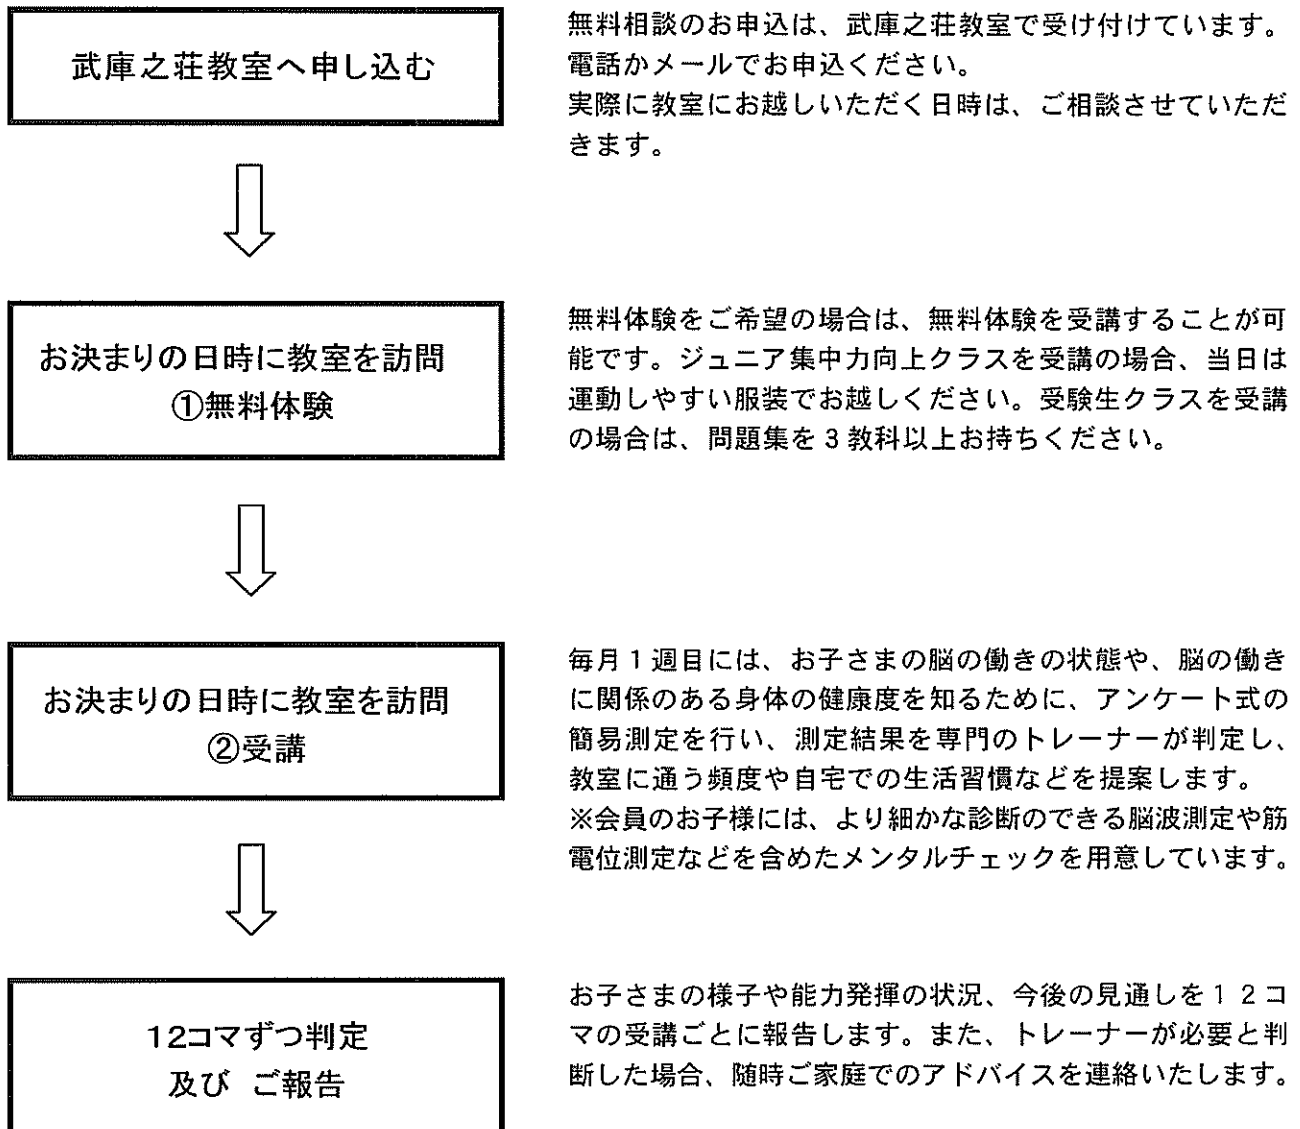 武庫之荘教室へ申し込む
無料相談のお申込は、武庫之荘教室で受け付けています。
電話かメールでお申込ください。
実際に教室にお越しいただく日時は、ご相談させていただ
きます。
お決まりの日時に教室を訪問
①無料体験
無料体験をご希望の場合は、無料体験を受講することが可
能です。ジュニア集中力向上クラスを受講の場合、当日は
運動しやすい服装でお越しください。受験生クラスを受講
の場合は、問題集を3教科以上お持ちください。
お決まりの日時に教室を訪問
②受講
毎月1週目には、お子さまの脳の働きの状態や、脳の働き
に関係のある身体の健康度を知るために、アンケート式の
簡易測定を行い、測定結果を専門のトレーナーが判定し、
教室に通う頻度や自宅での生活習慣などを提案します。
※会員のお子様には、より細かな診断のできる脳波測定や筋
電位測定などを含めたメンタルチェックを用意しています。
12コマずつ判定
及び ご報告
お子さまの様子や能力発揮の状況、今後の見通しを12コ
マの受講ごとに報告します。また、トレーナーが必要と判
断した場合、随時ご家庭でのアドバイスを連絡いたします。